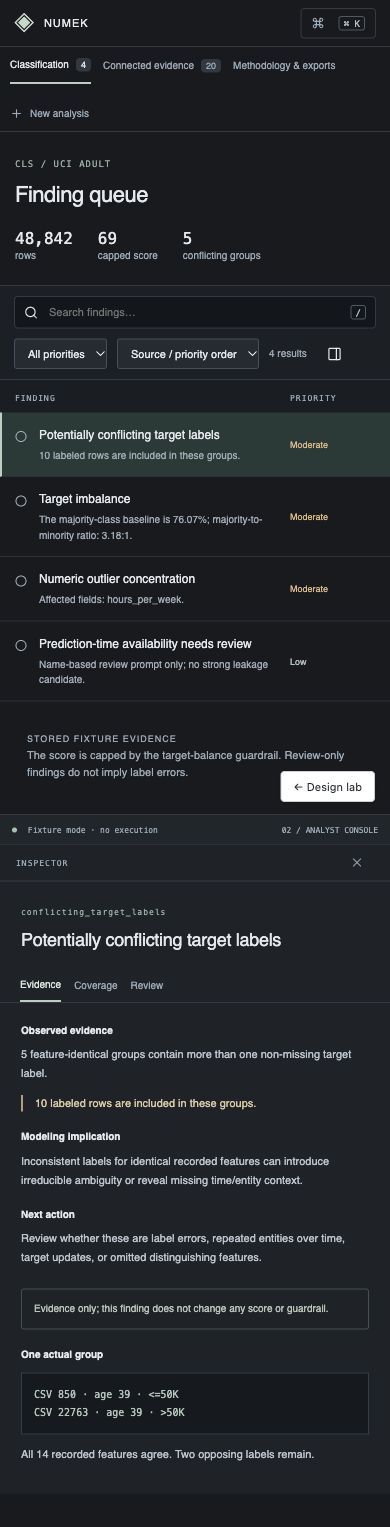 NUMEK
⌘ ⌘ K
Classification 4 Connected evidence 20 Methodology & exports
+ New analysis
CLS / UCI ADULT
Finding queue
48,842 69 5
rows capped score conflicting groups
Search findings... /
All priorities Source / priority order 4 results
FINDING PRIORITY
Potentially conflicting target labels
10 labeled rows are included in these groups.
Moderate
Target imbalance
The majority-class baseline is 76.07%; majority-to-
minority ratio: 3.18:1.
Moderate
Numeric outlier concentration
Affected fields: hours_per_week.
Moderate
Prediction-time availability needs review
Name-based review prompt only; no strong leakage
candidate.
Low
STORED FIXTURE EVIDENCE
The score is capped by the target-balance guardrail. Review-only
findings do not imply label errors.
← Design lab
Fixture mode · no execution 02 / ANALYST CONSOLE
INSPECTOR
conflicting_target_labels
Potentially conflicting target labels
Evidence Coverage Review
Observed evidence
5 feature-identical groups contain more than one non-missing target
label.
10 labeled rows are included in these groups.
Modeling implication
Inconsistent labels for identical recorded features can introduce
irreducible ambiguity or reveal missing time/entity context.
Next action
Review whether these are label errors, repeated entities over time,
target updates, or omitted distinguishing features.
Evidence only; this finding does not change any score or guardrail.
One actual group
CSV 850 · age 39 · <=50K
CSV 22763 · age 39 · >50K
All 14 recorded features agree. Two opposing labels remain.